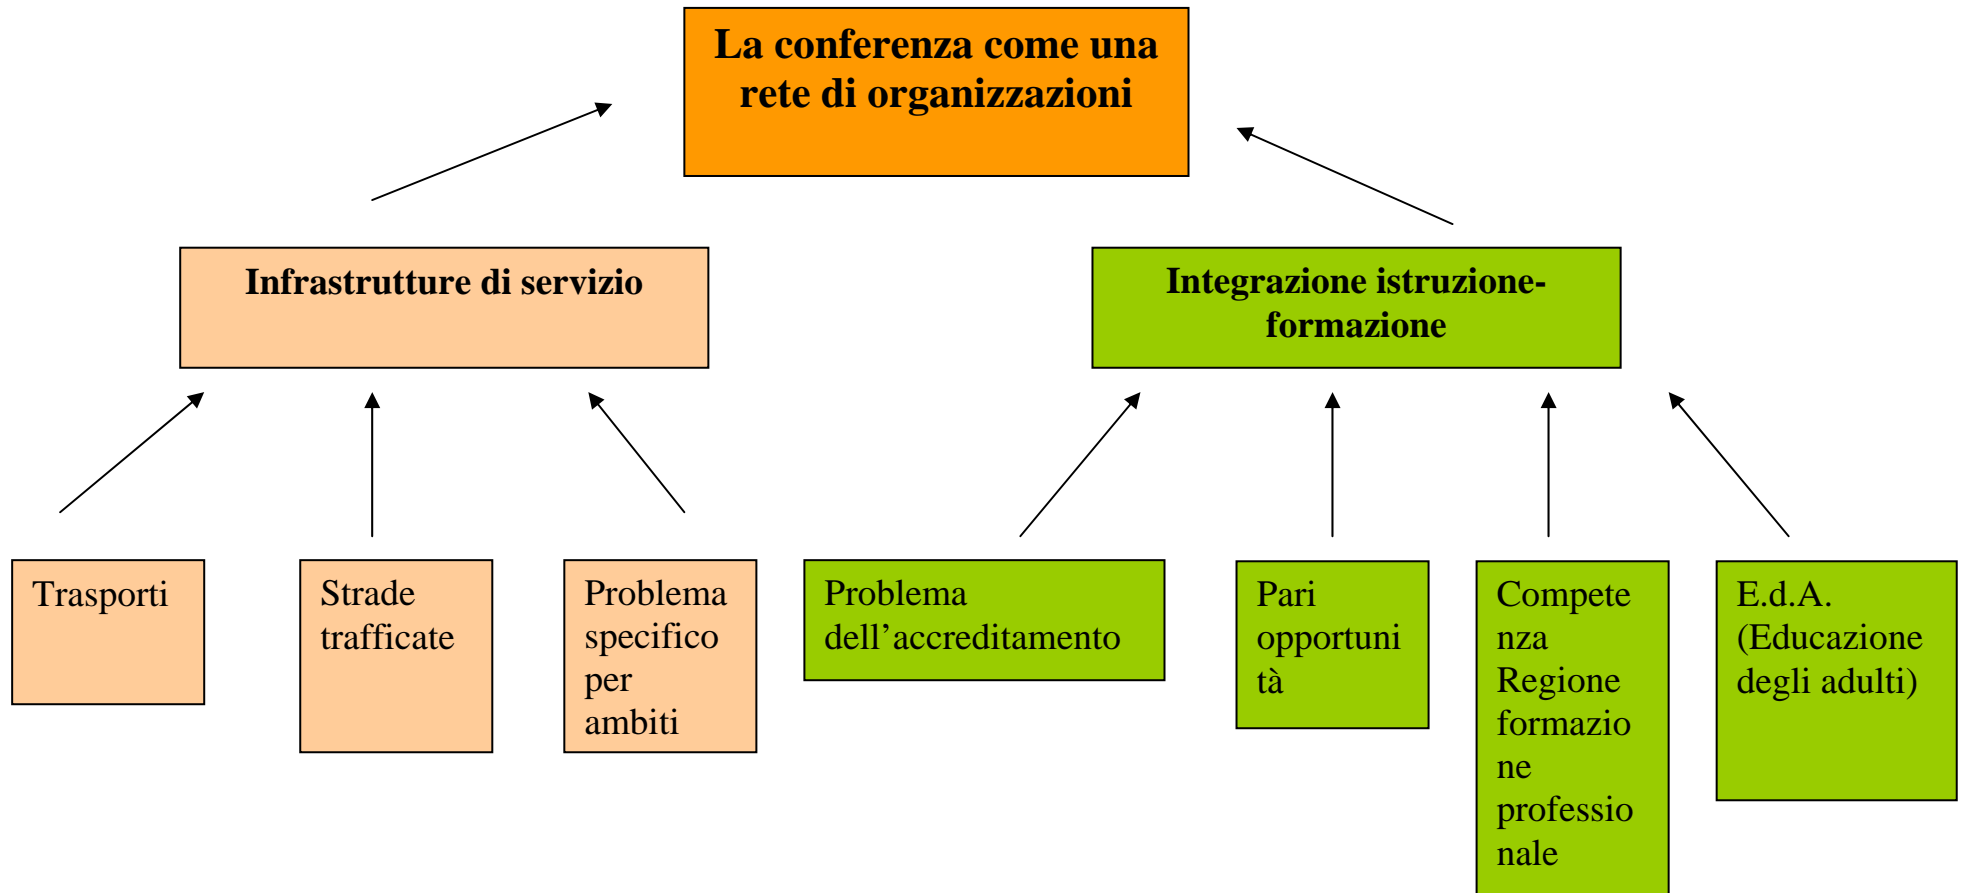 La conferenza come una
rete di organizzazioni
Infrastrutture di servizio
Integrazione istruzione-
formazione
Trasporti
Strade
trafficate
Problema
specifico
per
ambiti
Problema
dell’accreditamento
Pari
opportuni
tà
Compete
nza
Regione
formazio
ne
professio
nale
E.d.A.
(Educazione
degli adulti)